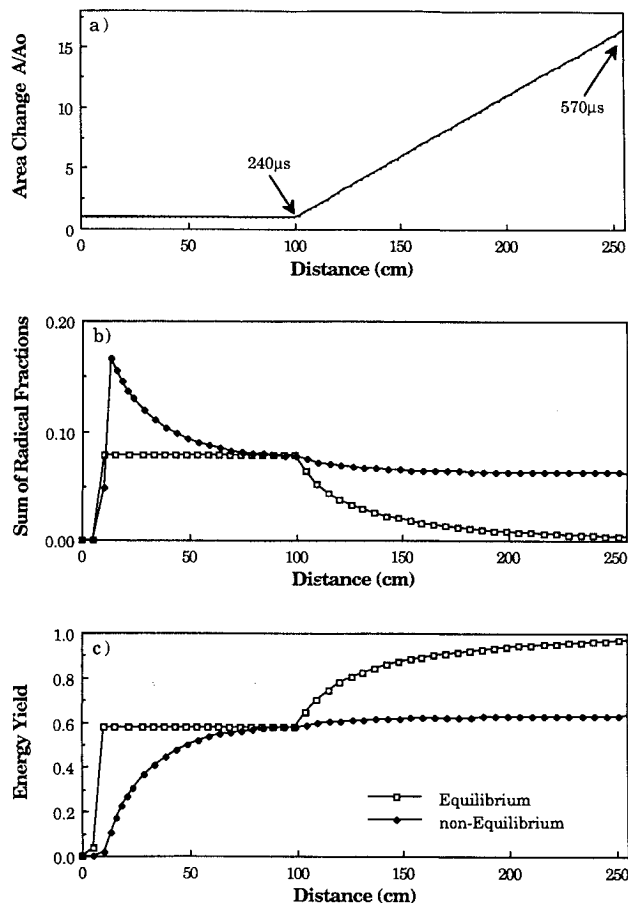 a)
Area Change A/Ao
15
10
5
0
240µs
570µs
0 50 100 150 200 250
Distance (cm)
b)
Sum of Radical Fractions
0.20
0.10
0.00
0 50 100 150 200 250
Distance (cm)
c)
Energy Yield
1.0
0.8
0.6
0.4
0.2
0.0
Equilibrium
non-Equilibrium
0 50 100 150 200 250
Distance (cm)